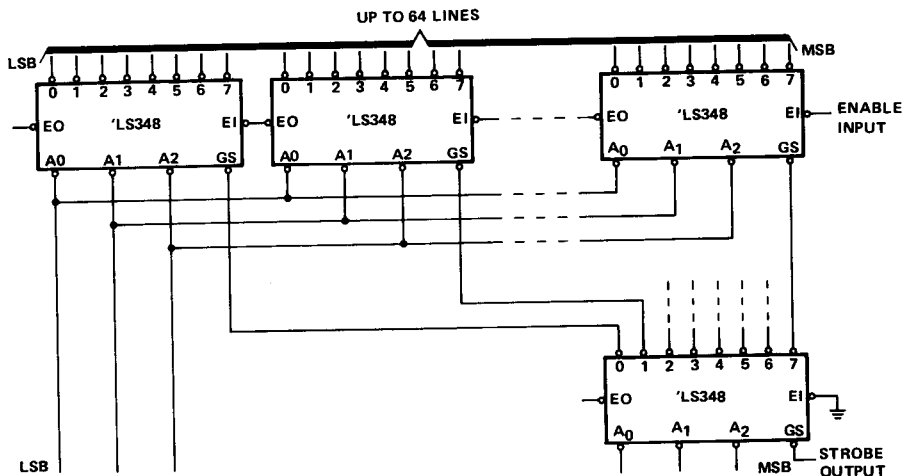 UP TO 64 LINES
LSB MSB
0 1 2 3 4 5 6 7 0 1 2 3 4 5 6 7 0 1 2 3 4 5 6 7
EO 'LS348 EI EO 'LS348 EI EO 'LS348 EI ENABLE
INPUT
A0 A1 A2 GS A0 A1 A2 GS A0 A1 A2 GS
0 1 2 3 4 5 6 7
EO 'LS348 EI
A0 A1 A2 GS
LSB MSB STROBE
OUTPUT